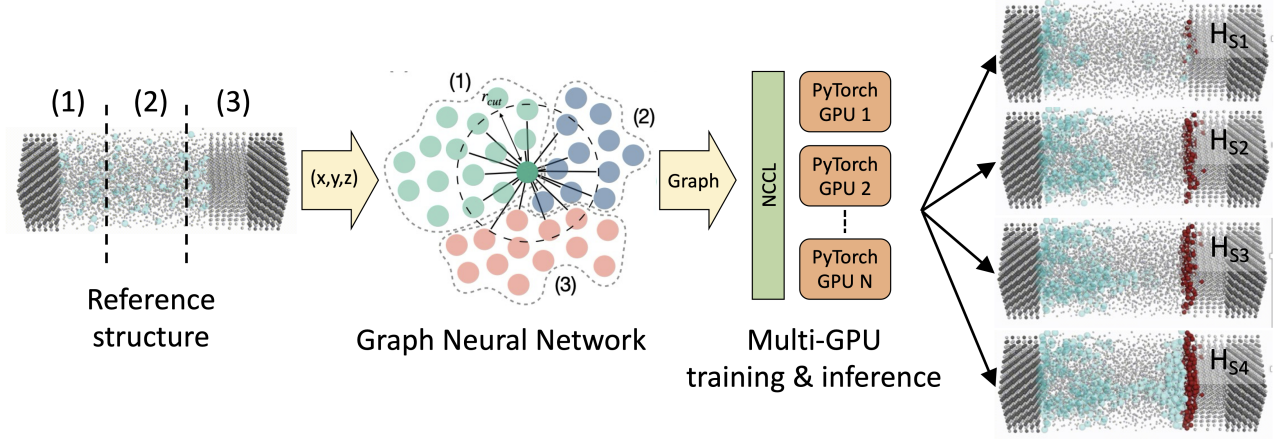 (1) (2) (3)
Reference
structure
(x,y,z)
(1)
r_cut
(2)
(3)
Graph Neural Network
Graph
NCCL
PyTorch
GPU 1
PyTorch
GPU 2
PyTorch
GPU N
Multi-GPU
training & inference
H_S1
H_S2
H_S3
H_S4